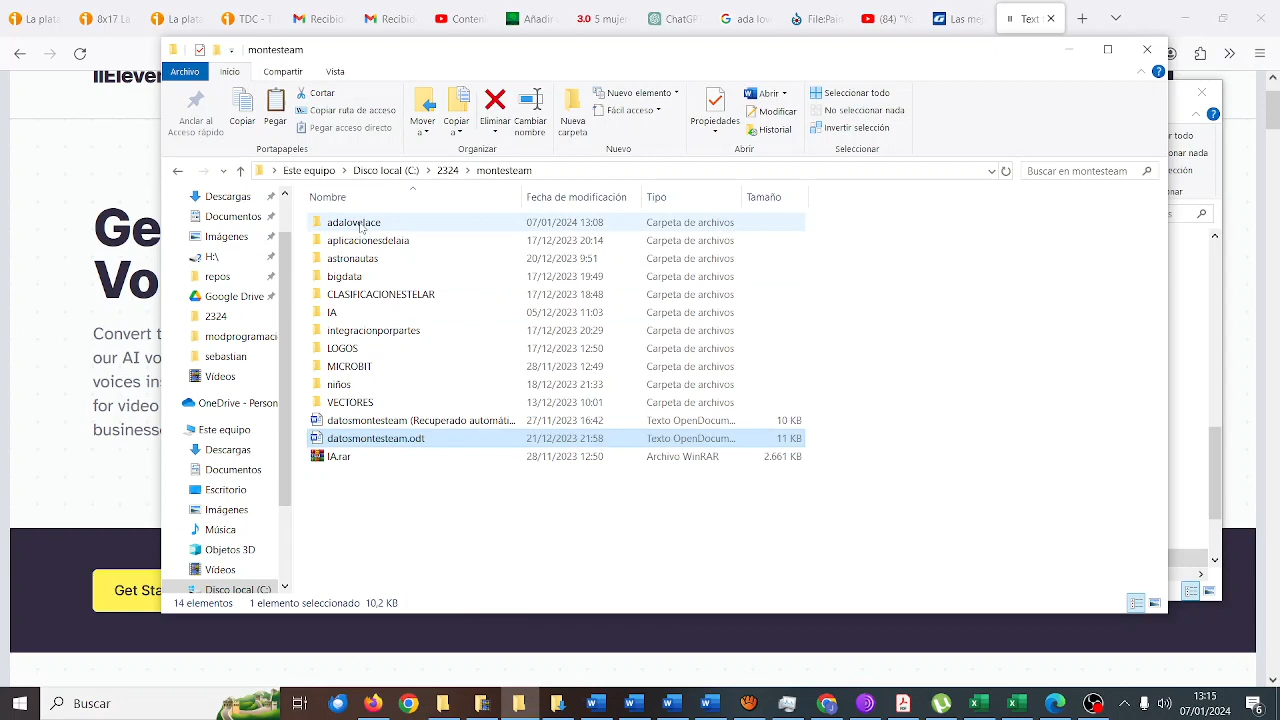 La plata
8x17 L
La plata
TDC - T
Recibido
Recibid
Conten
Añadir
3.0 5 mujer
ChatGP
ada lov
FilePain
(84) "Yo
Las me
Text
montesteam
Archivo Inicio Compartir Vista
Anclar al
Acceso rápido
Copiar
Pegar
Cortar
Copiar ruta de acceso
Pegar acceso directo
Portapapeles
Mover
a
Copiar
a
Eliminar
Cambiar
nombre
Organizar
Nueva
carpeta
Nuevo elemento
Fácil acceso
Nuevo
Propiedades
Abrir
Modificar
Historial
Abrir
Seleccionar todo
No seleccionar nada
Invertir selección
Seleccionar
Este equipo > Disco local (C:) > 2324 > montesteam
Buscar en montesteam
Nombre Fecha de modificación Tipo Tamaño
adalovelace 07/01/2024 13:08 Carpeta de archivos
aplicacionesdelaia 17/12/2023 20:14 Carpeta de archivos
astronautas 20/12/2023 9:51 Carpeta de archivos
bigdata 17/12/2023 19:49 Carpeta de archivos
CLASIFICACIONESTELAR 17/12/2023 18:48 Carpeta de archivos
IA 05/12/2023 11:03 Carpeta de archivos
integracionporpartes 17/12/2023 20:29 Carpeta de archivos
LOGOS 17/12/2023 12:50 Carpeta de archivos
MICROBIT 28/11/2023 12:49 Carpeta de archivos
niños 18/12/2023 21:33 Carpeta de archivos
VECTORES 13/12/2023 10:01 Carpeta de archivos
datosmontesteam (Recuperado automáti... 27/11/2023 16:42 Texto OpenDocum... 10 KB
datosmontesteam.odt 21/12/2023 21:58 Texto OpenDocum... 11 KB
IA.rar 28/11/2023 12:50 Archivo WinRAR 2.661 KB
Descargas
Documentos
Imágenes
H:\
repos
Google Drive
2324
modprogramaci
sebastian
Vídeos
OneDrive - Person
Este equipo
Descargas
Documentos
Escritorio
Imágenes
Música
Objetos 3D
Vídeos
Disco local (C:)
14 elementos 1 elemento seleccionado 10,2 KB
IIEleven
Ge
Vo
Convert t
our AI vo
voices in
for video
business
Get Sta
todo
nada
cción
nar
s
Buscar
13:15
07/01/2024
6